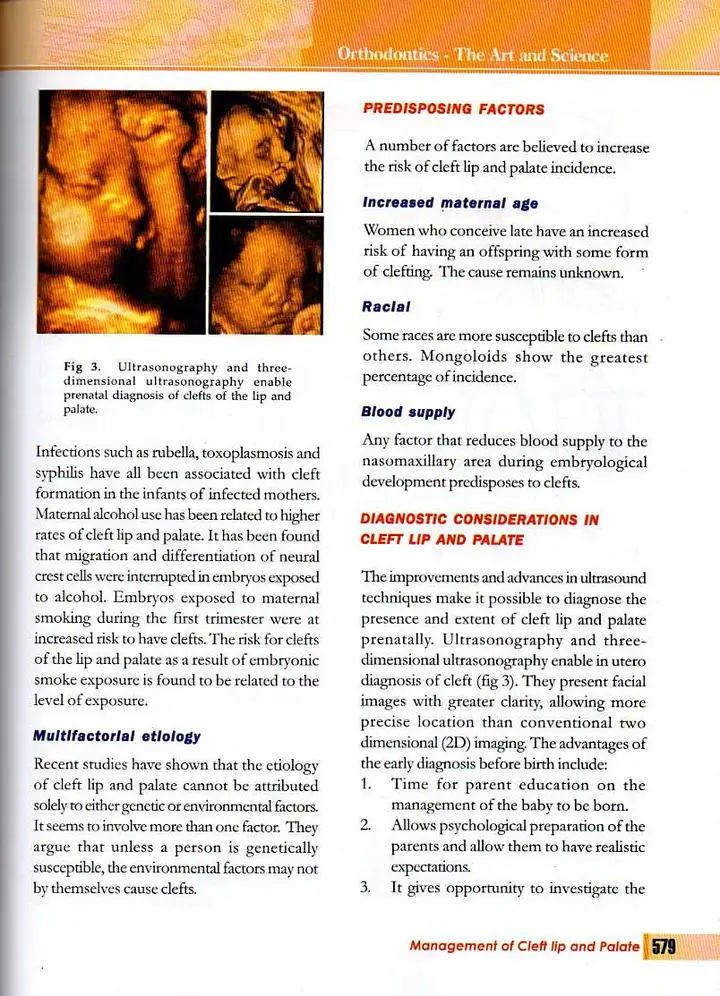 Orthodontics - The Art and Science
Fig 3. Ultrasonography and three-
dimensional ultrasonography enable
prenatal diagnosis of clefts of the lip and
palate.
Infections such as rubella, toxoplasmosis and
syphilis have all been associated with cleft
formation in the infants of infected mothers.
Maternal alcohol use has been related to higher
rates of cleft lip and palate. It has been found
that migration and differentiation of neural
crest cells were interrupted in embryos exposed
to alcohol. Embryos exposed to maternal
smoking during the first trimester were at
increased risk to have clefts. The risk for clefts
of the lip and palate as a result of embryonic
smoke exposure is found to be related to the
level of exposure.
Multifactorial etiology
Recent studies have shown that the etiology
of cleft lip and palate cannot be attributed
solely to either genetic or environmental factors.
It seems to involve more than one factor. They
argue that unless a person is genetically
susceptible, the environmental factors may not
by themselves cause clefts.
PREDISPOSING FACTORS
A number of factors are believed to increase
the risk of cleft lip and palate incidence.
Increased maternal age
Women who conceive late have an increased
risk of having an offspring with some form
of clefting. The cause remains unknown.
Racial
Some races are more susceptible to clefts than
others. Mongoloids show the greatest
percentage of incidence.
Blood supply
Any factor that reduces blood supply to the
nasomaxillary area during embryological
development predisposes to clefts.
DIAGNOSTIC CONSIDERATIONS IN
CLEFT LIP AND PALATE
The improvements and advances in ultrasound
techniques make it possible to diagnose the
presence and extent of cleft lip and palate
prenatally. Ultrasonography and three-
dimensional ultrasonography enable in utero
diagnosis of cleft (fig 3). They present facial
images with greater clarity, allowing more
precise location than conventional two
dimensional (2D) imaging. The advantages of
the early diagnosis before birth include:
1. Time for parent education on the
management of the baby to be born.
2. Allows psychological preparation of the
parents and allow them to have realistic
expectations.
3. It gives opportunity to investigate the
Management of Cleft lip and Palate 579